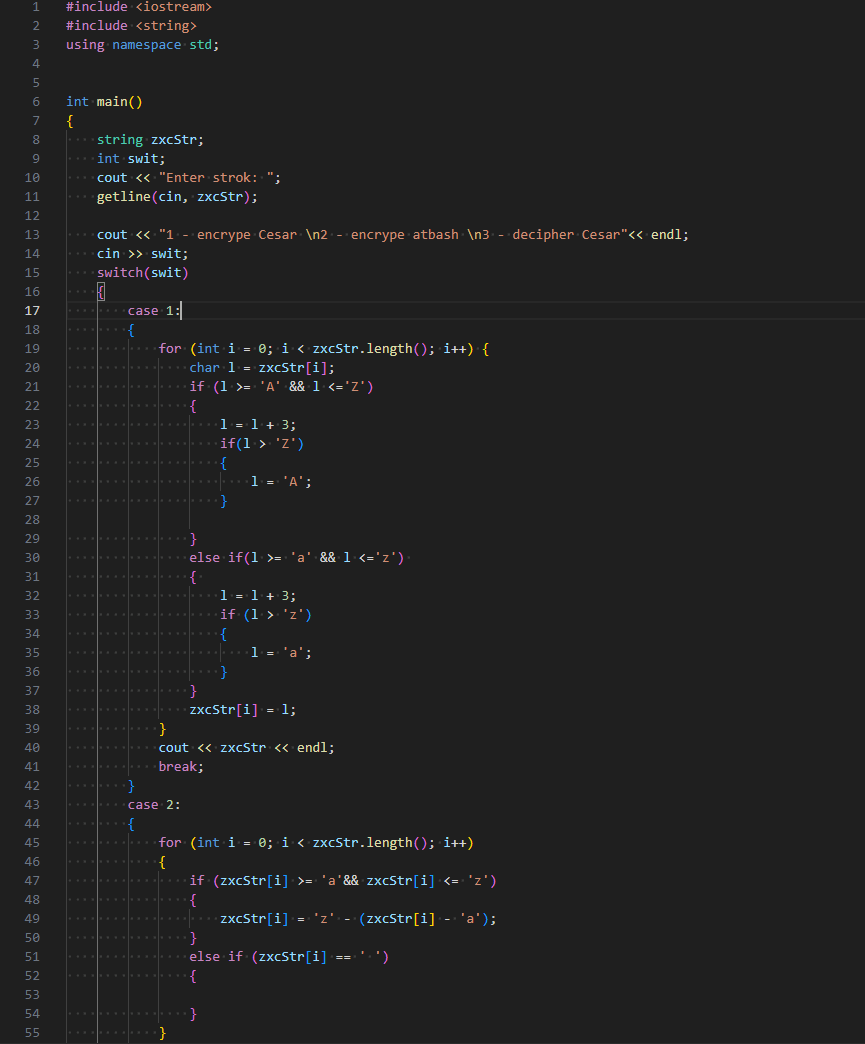 1 #include <iostream>
2 #include <string>
3 using namespace std;
4
5
6 int main()
7 {
8     string zxcStr;
9     int swit;
10     cout << "Enter strok: ";
11     getline(cin, zxcStr);
12
13     cout << "1 - encrype Cesar \n2 - encrype atbash \n3 - decipher Cesar"<< endl;
14     cin >> swit;
15     switch(swit)
16     {
17         case 1:
18         {
19             for (int i = 0; i < zxcStr.length(); i++) {
20                 char l = zxcStr[i];
21                 if (l >= 'A' && l <='Z')
22                 {
23                     l = l + 3;
24                     if(l > 'Z')
25                     {
26                         l = 'A';
27                     }
28
29                 }
30                 else if(l >= 'a' && l <='z')
31                 {
32                     l = l + 3;
33                     if (l > 'z')
34                     {
35                         l = 'a';
36                     }
37                 }
38                 zxcStr[i] = l;
39             }
40             cout << zxcStr << endl;
41             break;
42         }
43         case 2:
44         {
45             for (int i = 0; i < zxcStr.length(); i++)
46             {
47                 if (zxcStr[i] >= 'a'&& zxcStr[i] <= 'z')
48                 {
49                     zxcStr[i] = 'z' - (zxcStr[i] - 'a');
50                 }
51                 else if (zxcStr[i] == ' ')
52                 {
53
54                 }
55             }